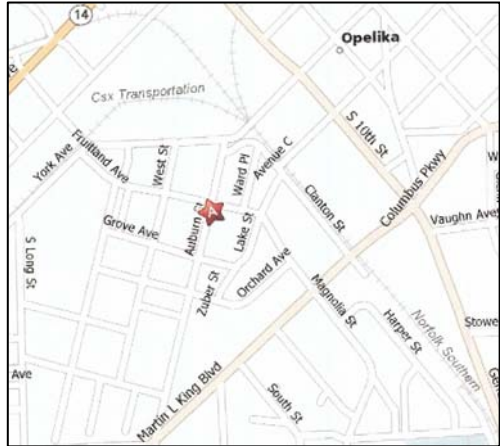 14
Opelika
Csx Transportation
S 10th St
Fruitland Ave
York Ave
West St
Ward Pl
Avenue C
Columbus Pkwy
Clanton St
A
Auburn St
Lake St
Grove Ave
Vaughn Ave
S Long St
Zuber St
Orchard Ave
Magnolia St
Harper St
Norfolk Southern
Stowe
Ave
Martin L King Blvd
South St